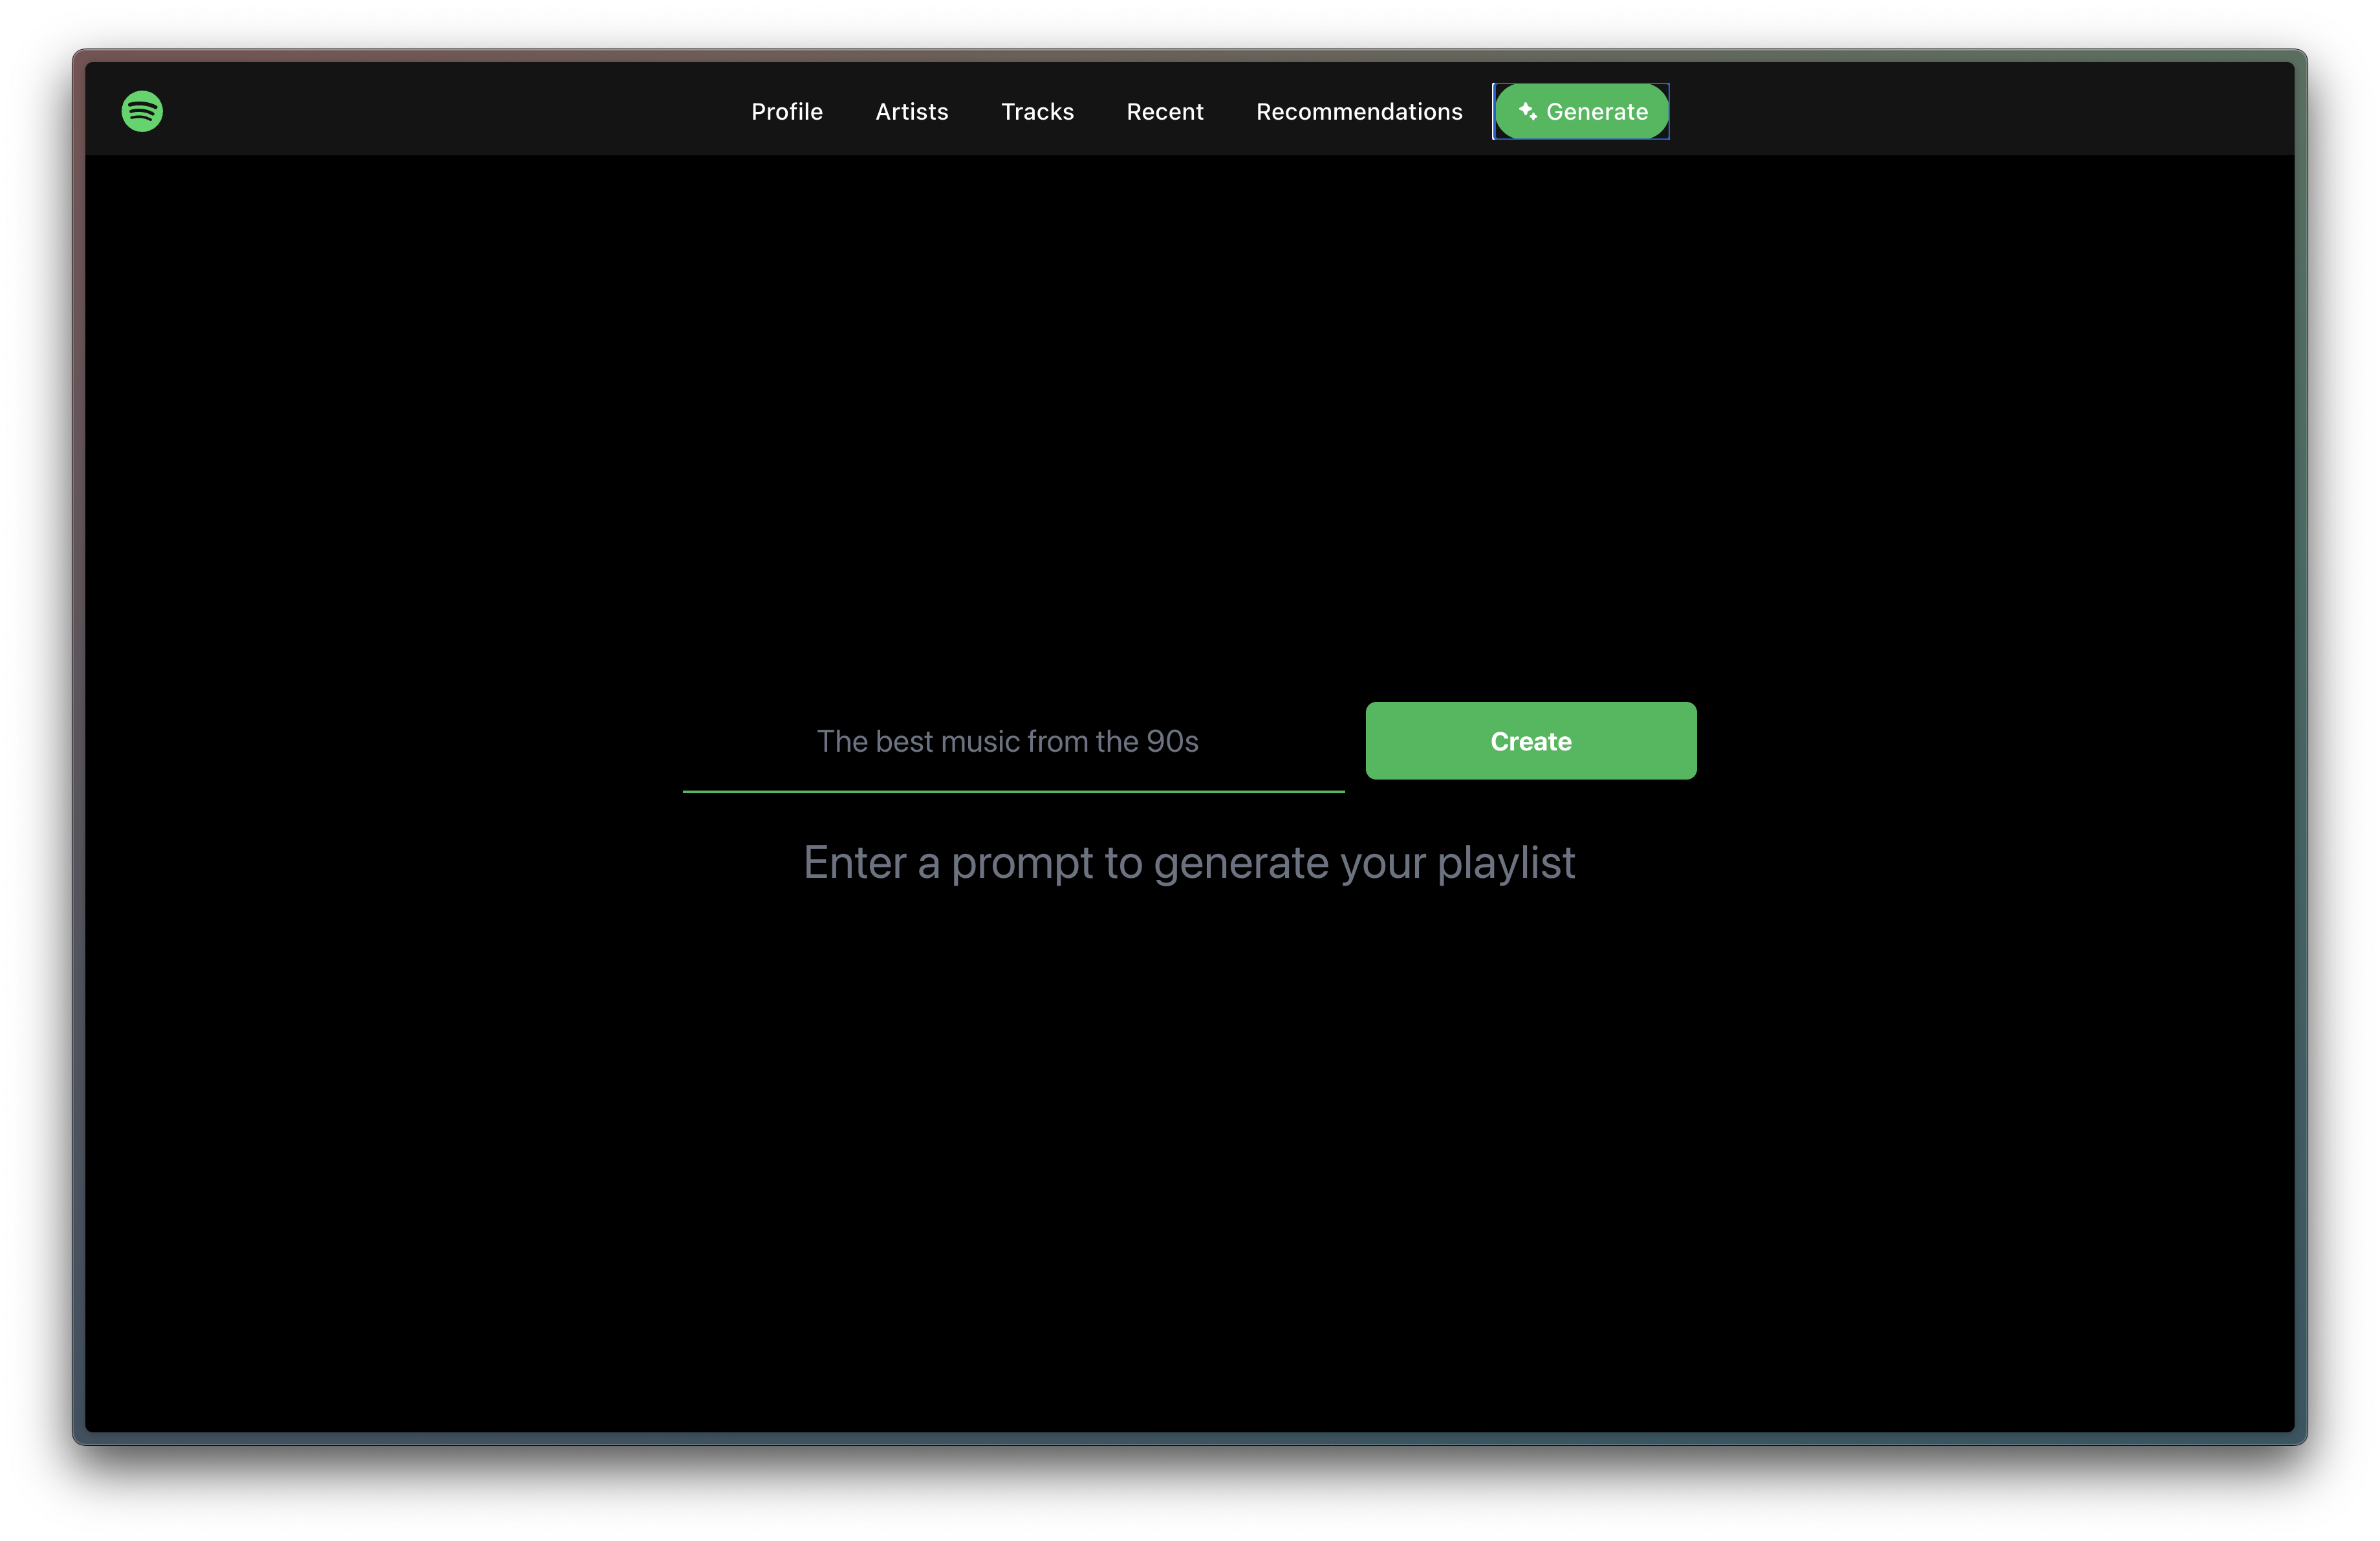 Profile Artists Tracks Recent Recommendations Generate
The best music from the 90s Create
Enter a prompt to generate your playlist